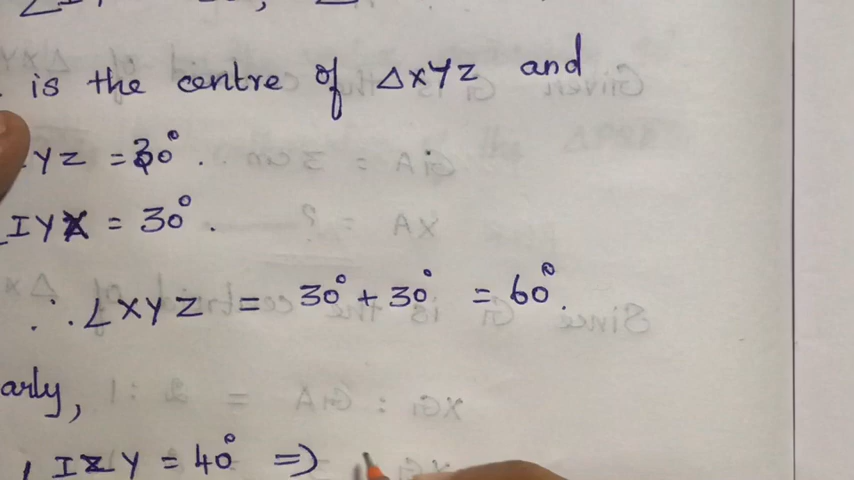 is the centre of ΔXYZ and
YZ = 30°.
∠IYX = 30°.
∴ ∠XYZ = 30° + 30° = 60°.
arly,
IZY = 40° ⇒